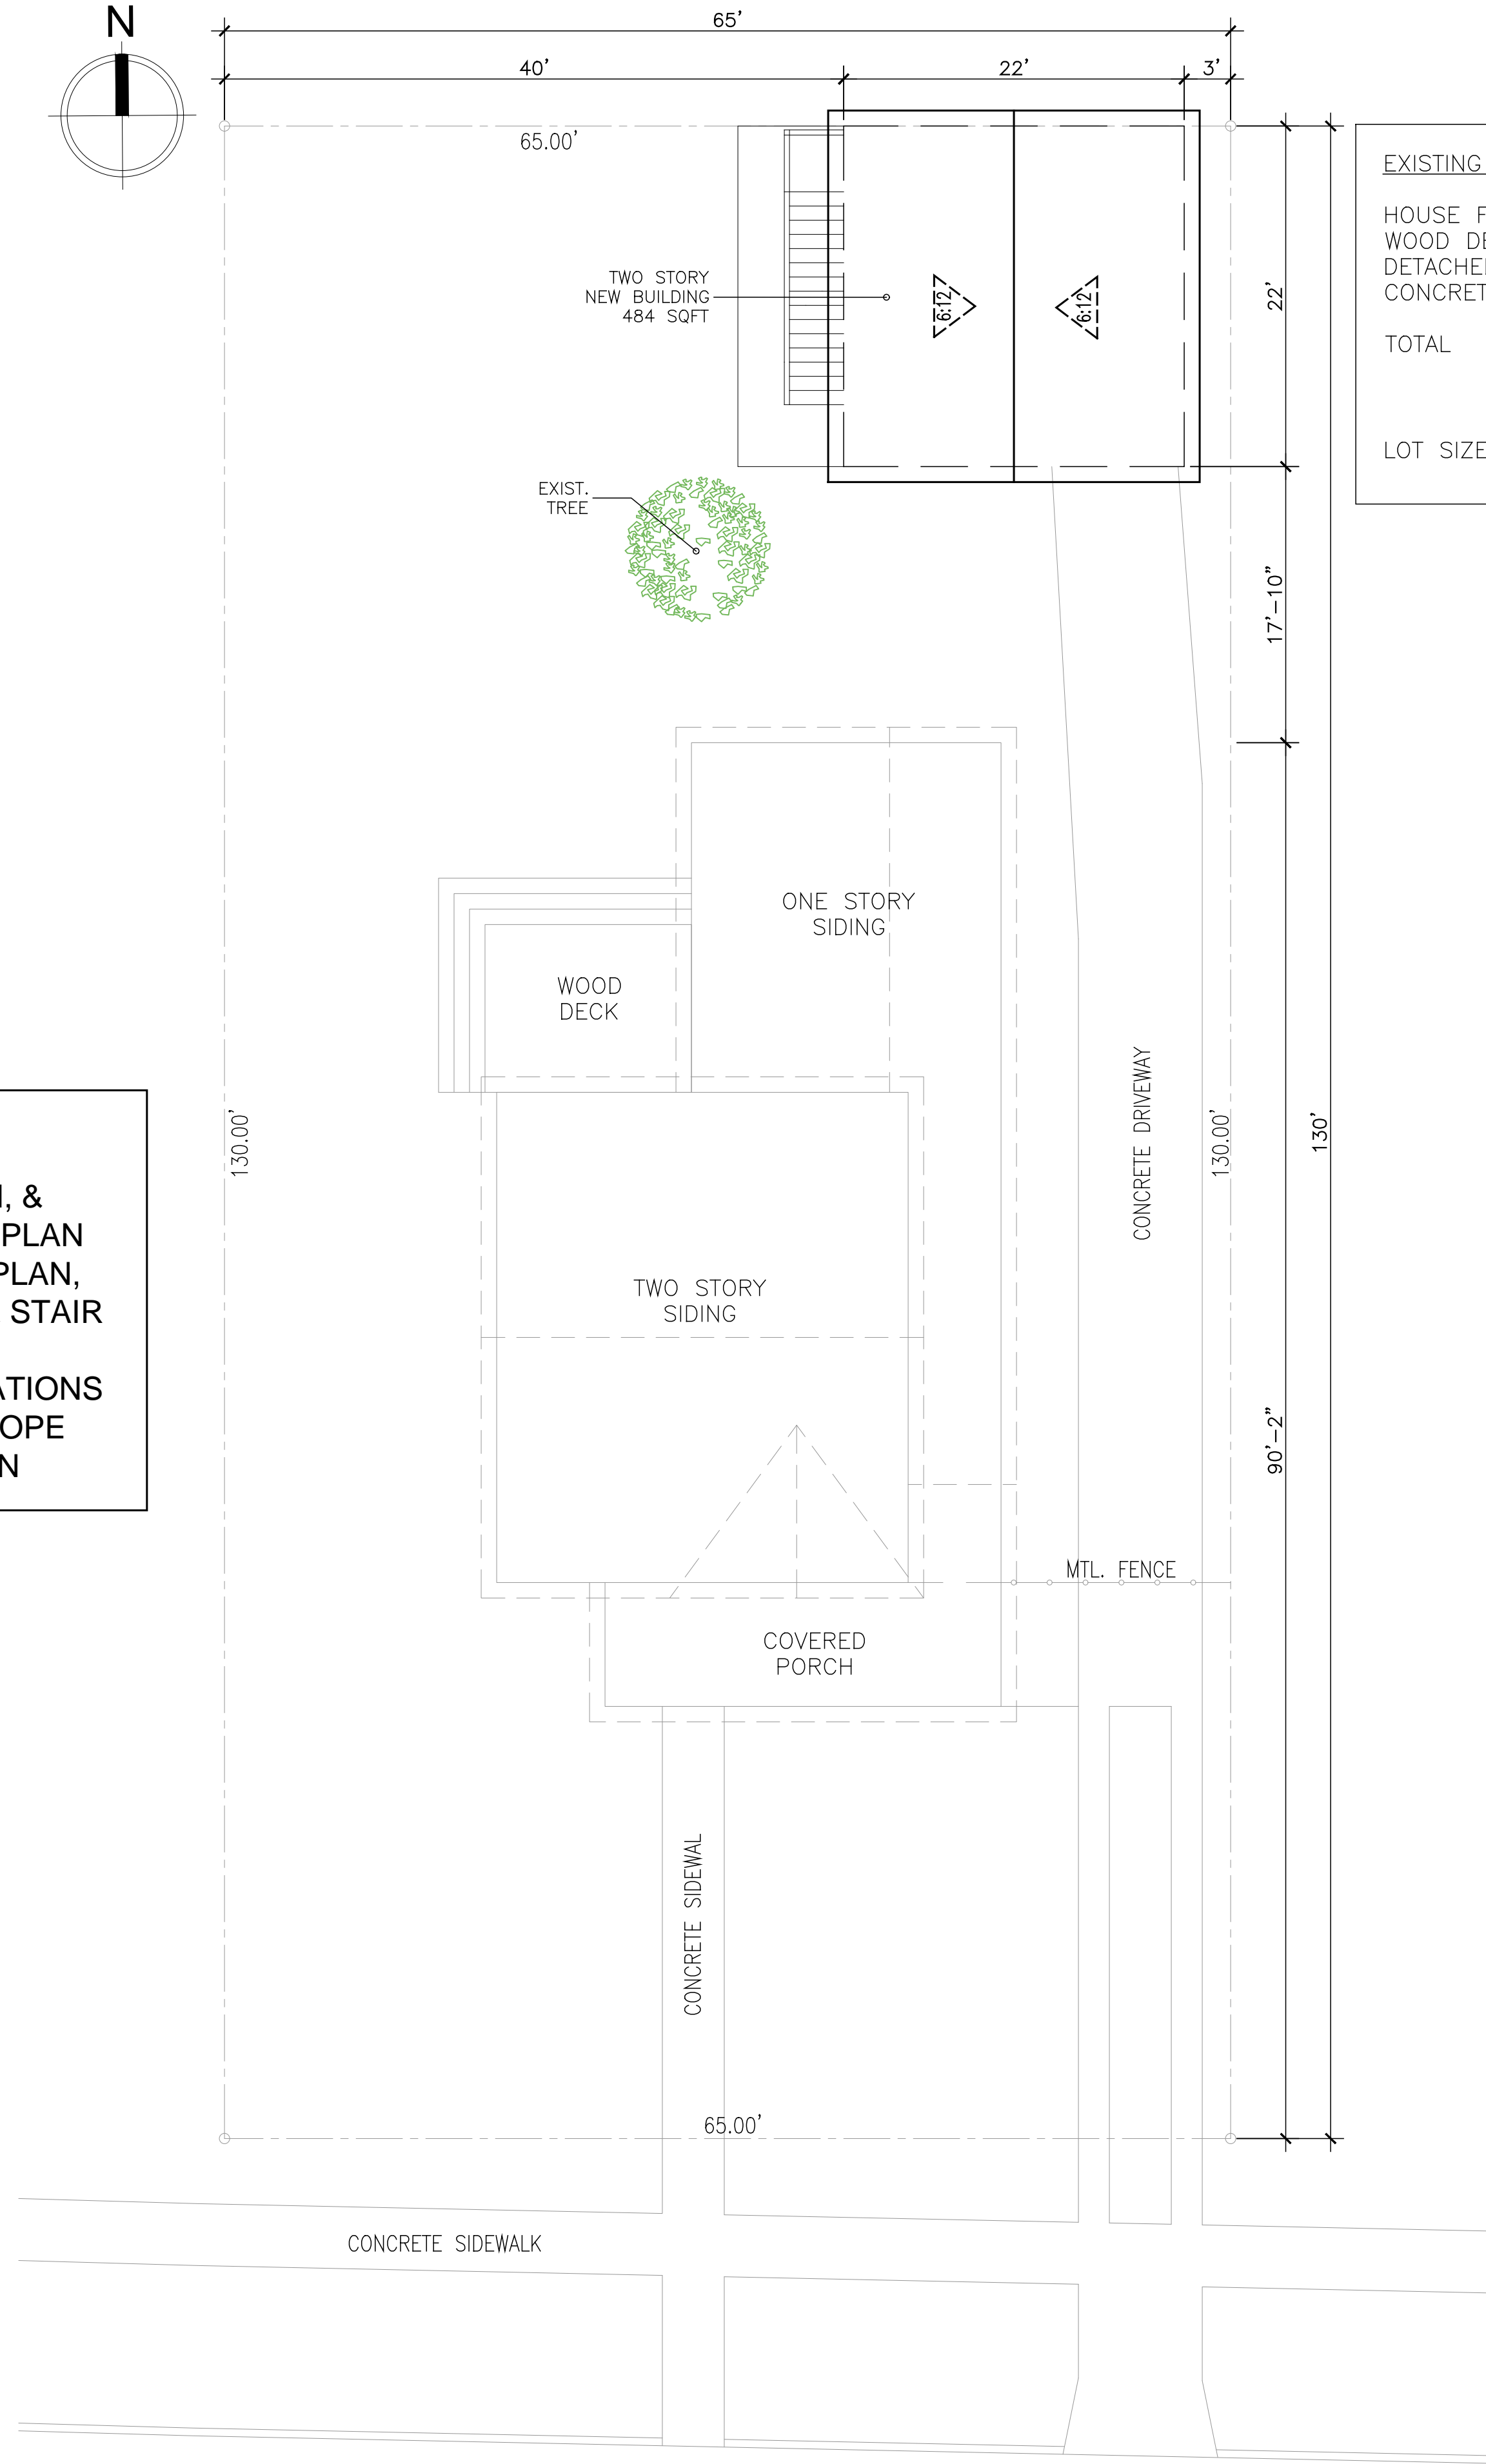 N
65'
40'
22'
3'
65.00'
EXISTING
HOUSE
WOOD
CONCRET
TOTAL
LOT SIZE
TWO STORY
NEW BUILDING
484 SQFT
6:12
6:12
22'
EXIST.
TREE
17'-10"
ONE STORY
SIDING
WOOD
DECK
CONCRETE DRIVEWAY
130.00'
130.00'
130'
, &
PLAN
PLAN,
STAIR
ATIONS
OPE
N
TWO STORY
SIDING
90'-2"
MTL. FENCE
COVERED
PORCH
CONCRETE SIDEWAL
65.00'
CONCRETE SIDEWALK